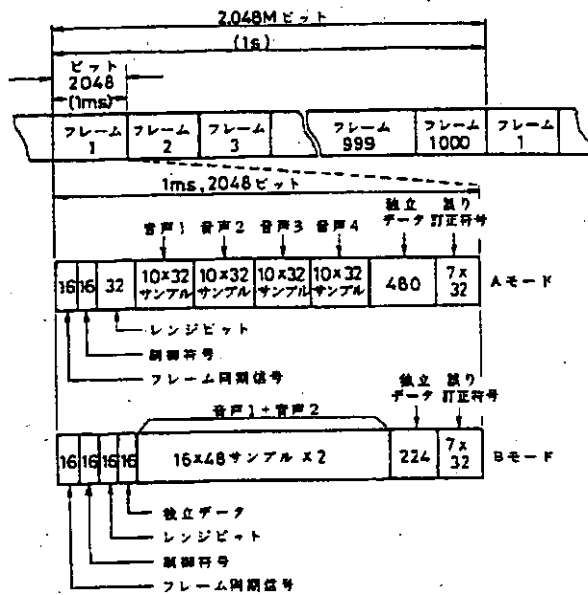 2.048Mビット
(1s)
ビット
2048
(1ms)
フレーム 1 フレーム 2 フレーム 3 フレーム 999 フレーム 1000 フレーム 1
1ms, 2048ビット
音声1 音声2 音声3 音声4 独立データ 誤り訂正符号
16 16 32 10×32サンプル 10×32サンプル 10×32サンプル 10×32サンプル 480 7×32 Aモード
レンジビット
制御符号
フレーム同期信号
音声1+音声2 独立データ 誤り訂正符号
16 16 16 16 16×48サンプル×2 224 7×32 Bモード
独立データ
レンジビット
制御符号
フレーム同期信号